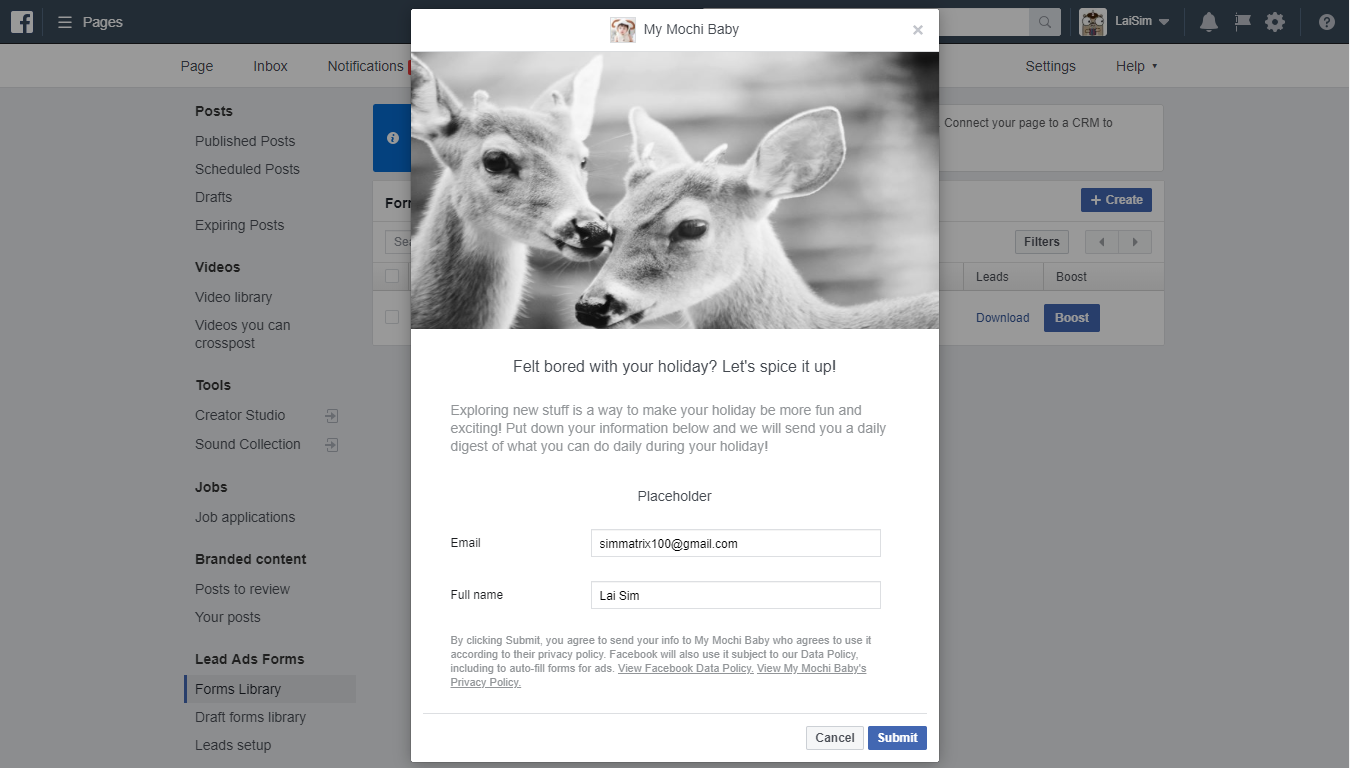 Pages
My Mochi Baby
LaiSim
Page
Inbox
Notifications
Settings
Help
Posts
Published Posts
Scheduled Posts
Drafts
Expiring Posts
Videos
Video library
Videos you can
crosspost
Tools
Creator Studio
Sound Collection
Jobs
Job applications
Branded content
Posts to review
Your posts
Lead Ads Forms
Forms Library
Draft forms library
Leads setup
Connect your page to a CRM to
+ Create
Filters
Leads
Boost
Download
Boost
Felt bored with your holiday? Let's spice it up!
Exploring new stuff is a way to make your holiday be more fun and
exciting! Put down your information below and we will send you a daily
digest of what you can do daily during your holiday!
Placeholder
Email
simmatrix100@gmail.com
Full name
Lai Sim
By clicking Submit, you agree to send your info to My Mochi Baby who agrees to use it
according to their privacy policy. Facebook will also use it subject to our Data Policy,
including to auto-fill forms for ads. View Facebook Data Policy. View My Mochi Baby's
Privacy Policy.
Cancel
Submit